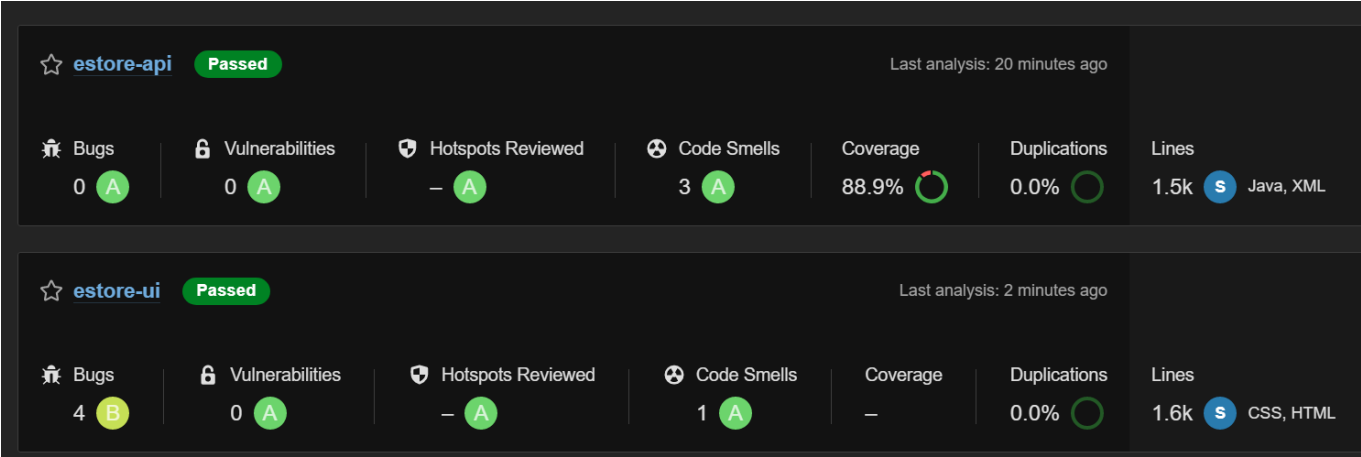 estore-api Passed Last analysis: 20 minutes ago
Bugs Vulnerabilities Hotspots Reviewed Code Smells Coverage Duplications Lines
0 A 0 A – A 3 A 88.9% 0.0% 1.5k S Java, XML
estore-ui Passed Last analysis: 2 minutes ago
Bugs Vulnerabilities Hotspots Reviewed Code Smells Coverage Duplications Lines
4 B 0 A – A 1 A – 0.0% 1.6k S CSS, HTML